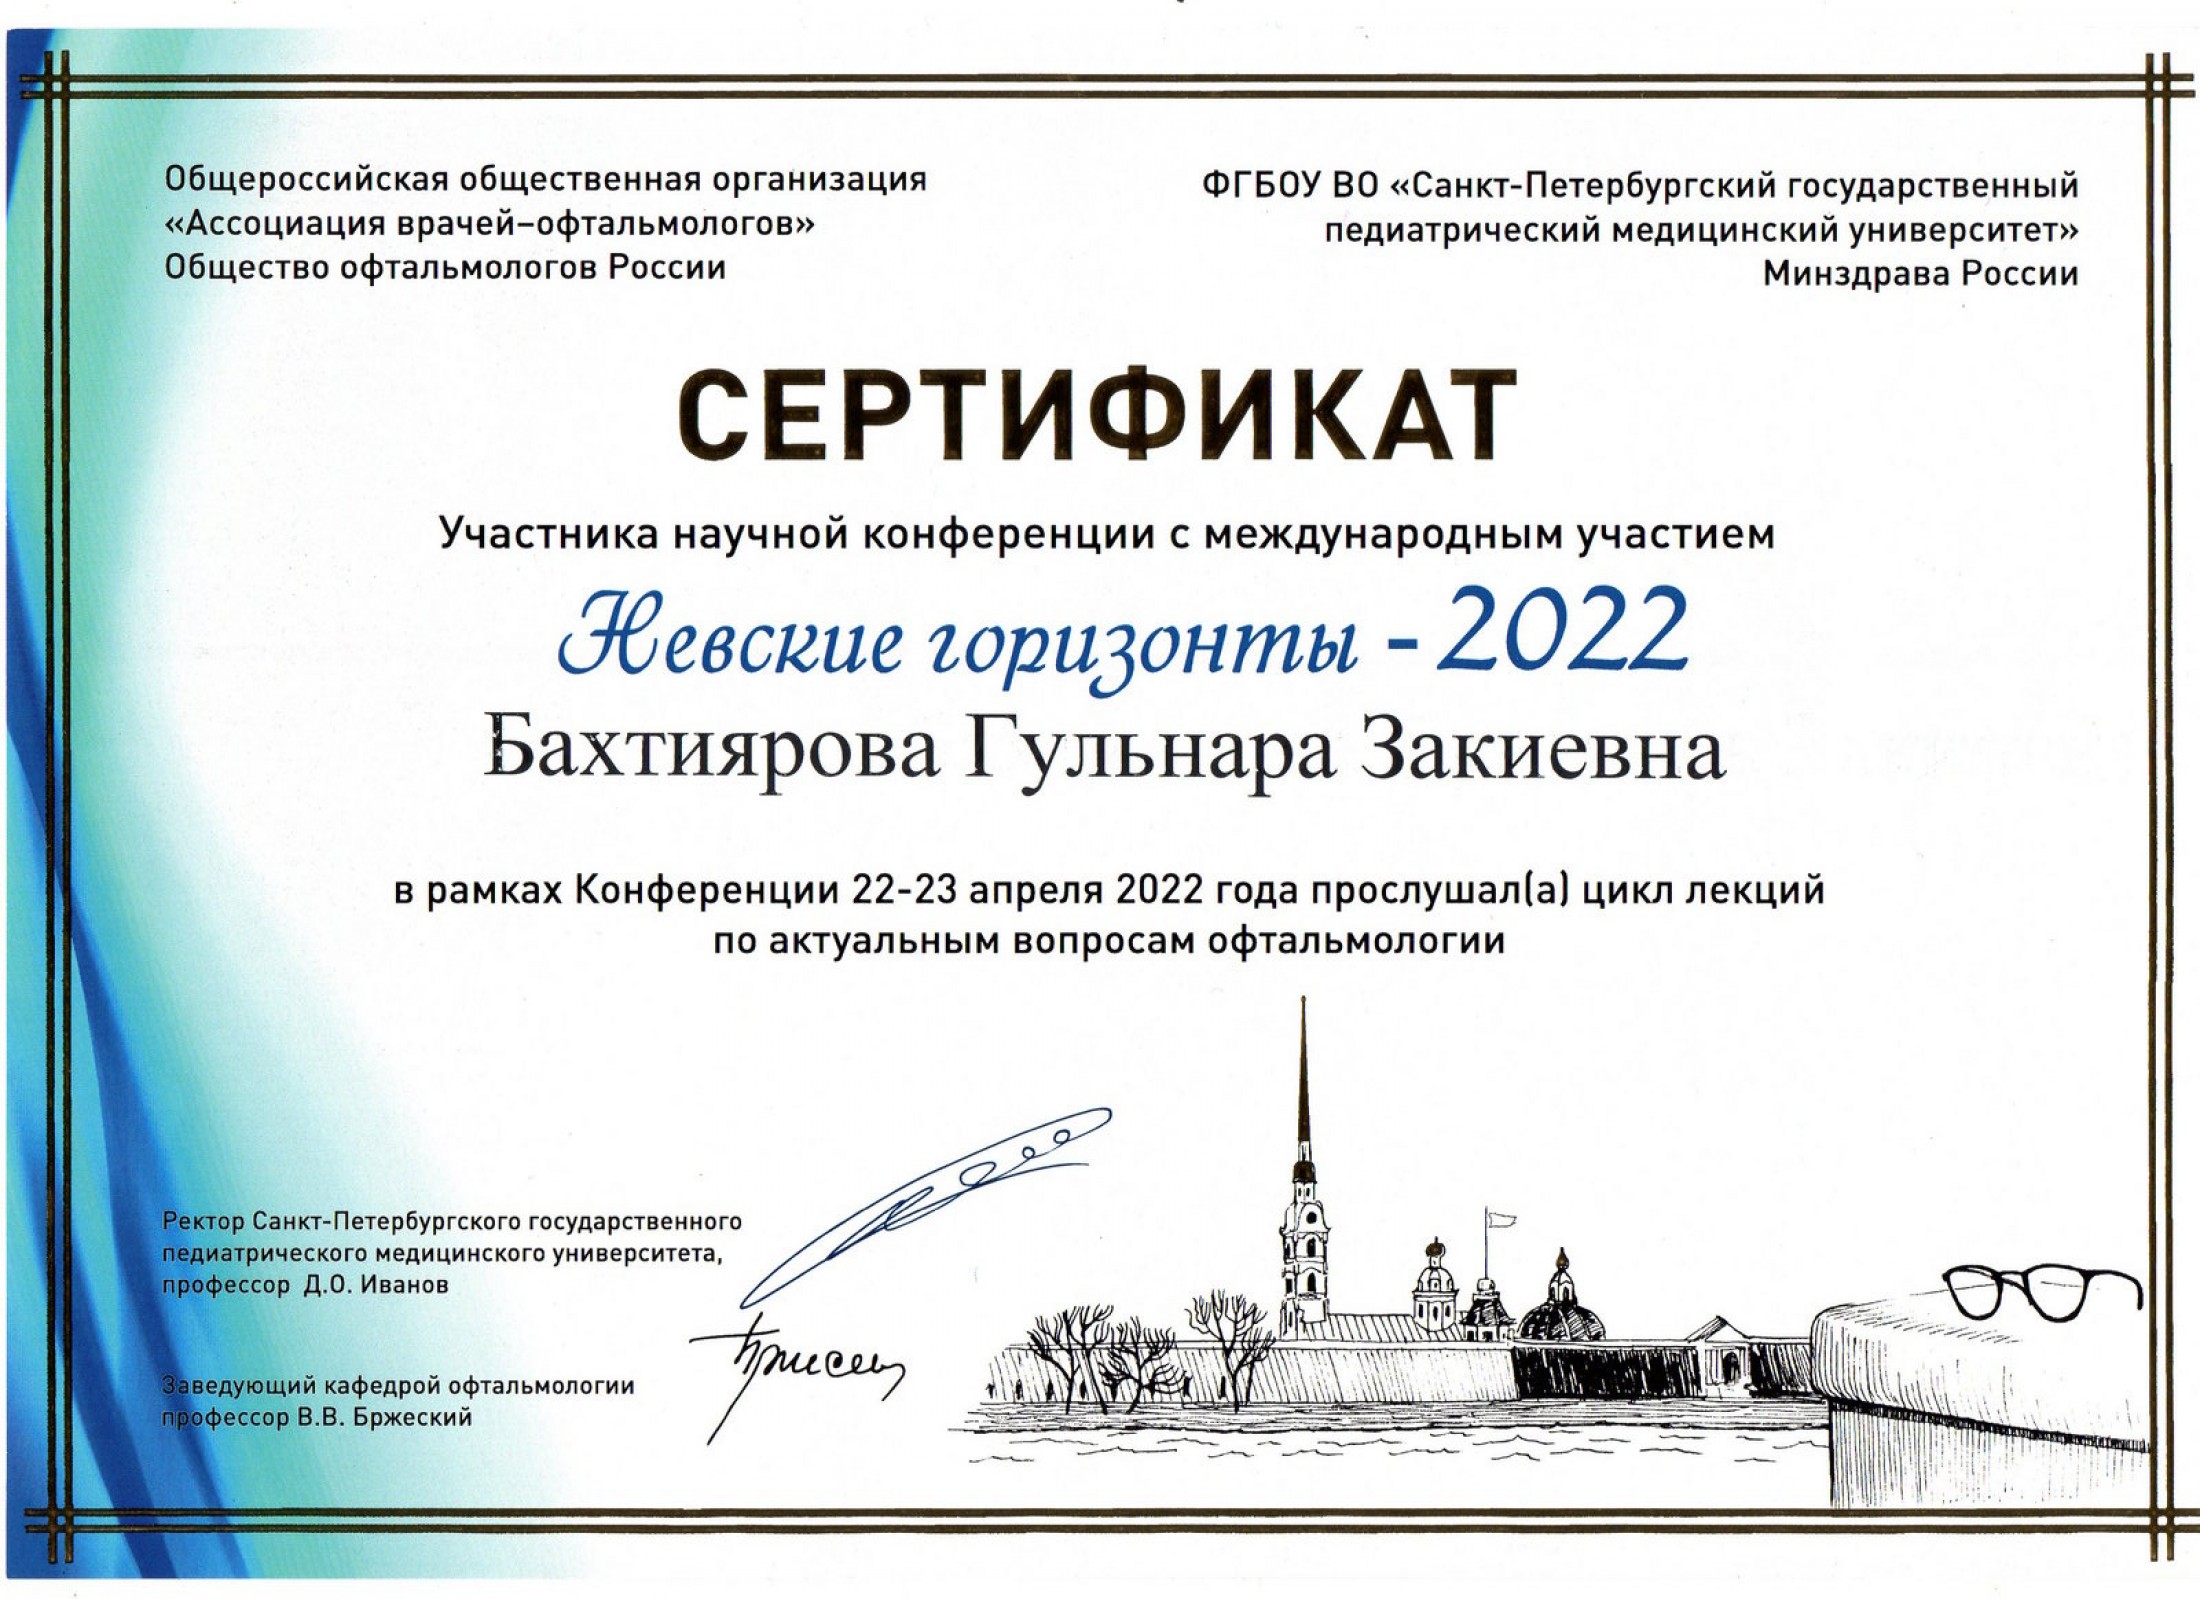 Общероссийская общественная организация
«Ассоциация врачей–офтальмологов»
Общество офтальмологов России
ФГБОУ ВО «Санкт-Петербургский государственный
педиатрический медицинский университет»
Минздрава России
СЕРТИФИКАТ
Участника научной конференции с международным участием
Невские горизонты - 2022
Бахтиярова Гульнара Закиевна
в рамках Конференции 22-23 апреля 2022 года прослушал(а) цикл лекций
по актуальным вопросам офтальмологии
Ректор Санкт-Петербургского государственного
педиатрического медицинского университета,
профессор Д.О. Иванов
Заведующий кафедрой офтальмологии
профессор В.В. Бржеский